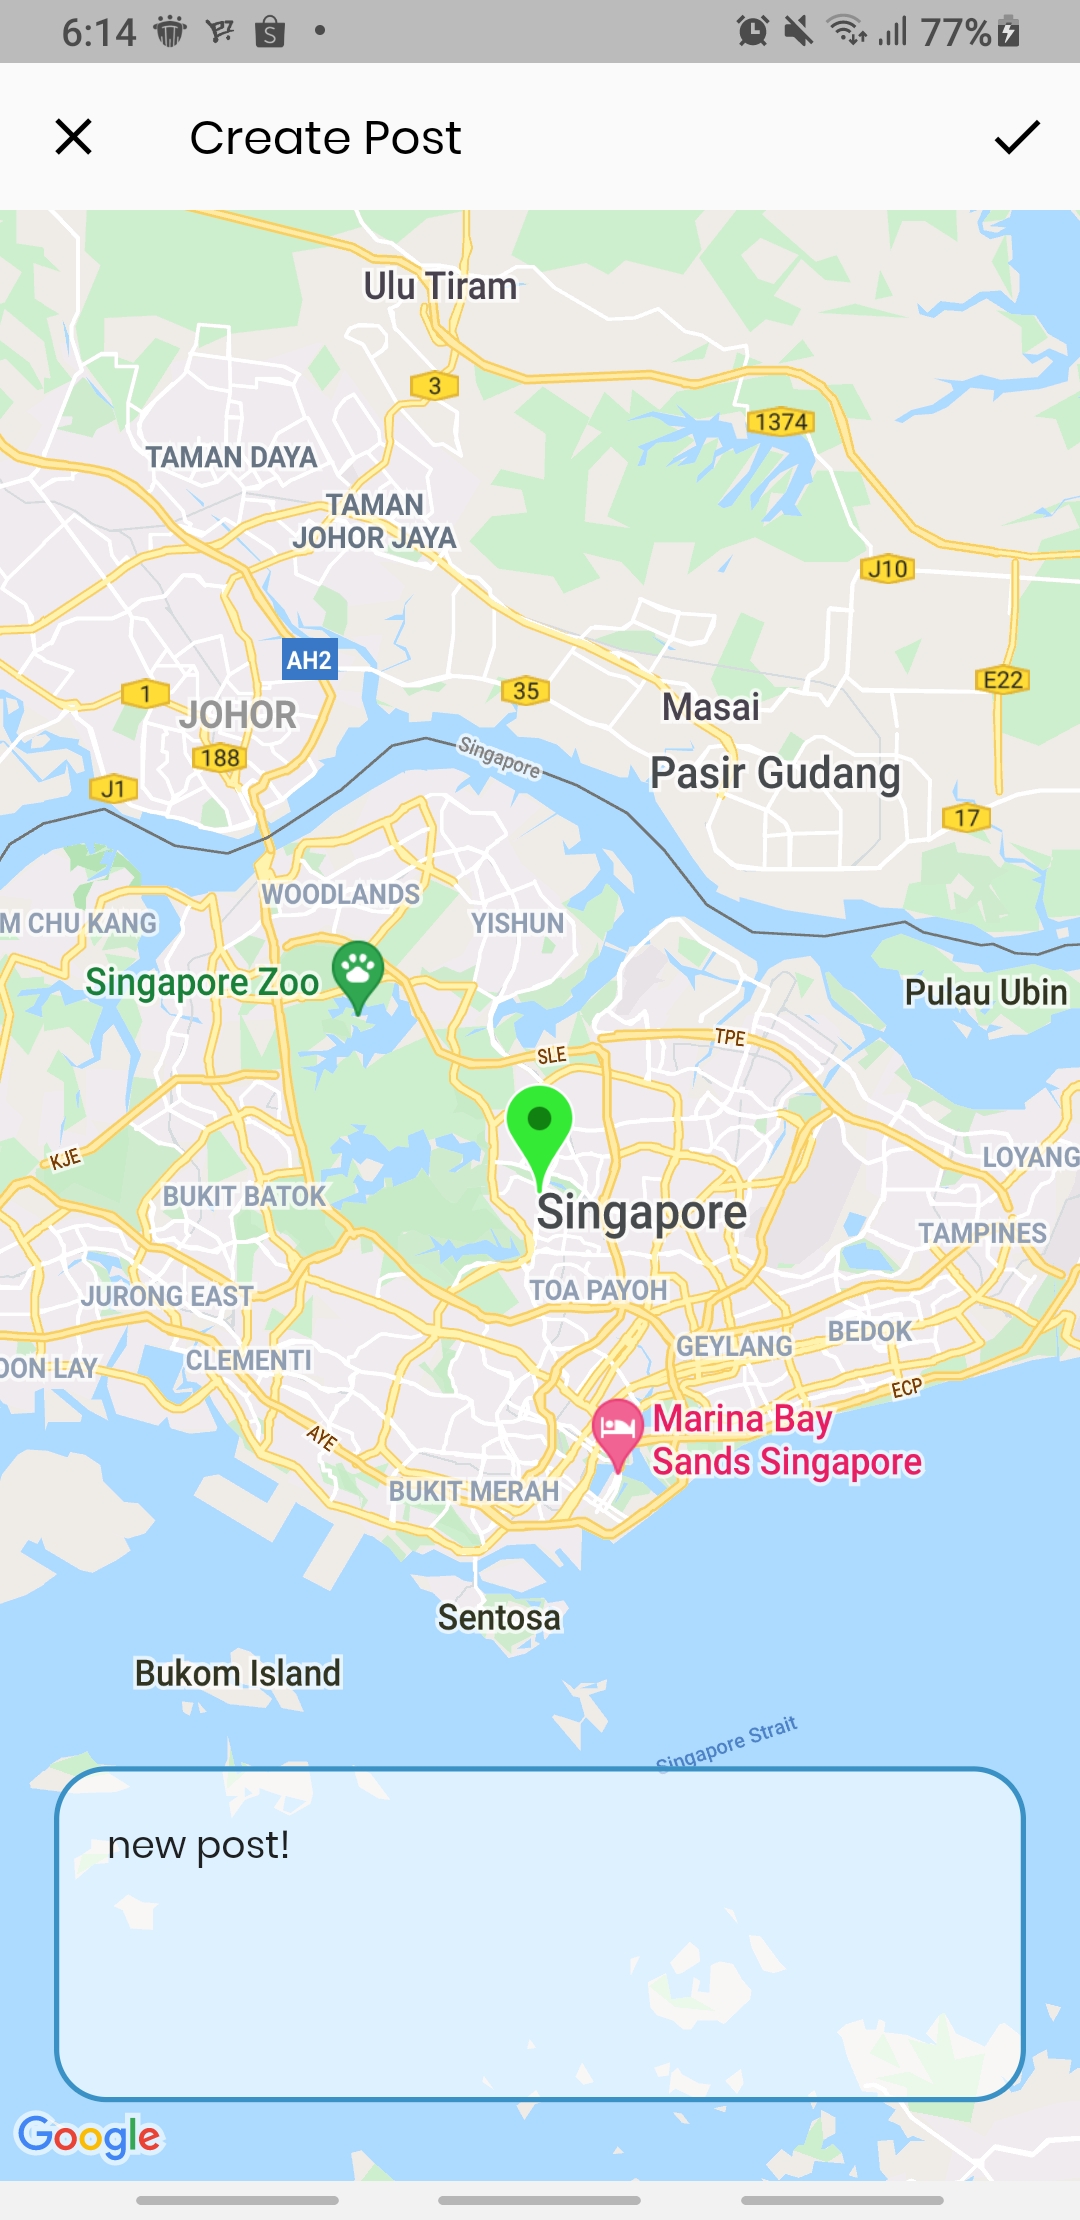 6:14
77%
Create Post
Ulu Tiram
3
1374
TAMAN DAYA
TAMAN
JOHOR JAYA
J10
AH2
E22
35
1
Masai
JOHOR
188
Singapore
Pasir Gudang
J1
17
WOODLANDS
M CHU KANG
YISHUN
Singapore Zoo
Pulau Ubin
TPE
SLE
KJE
LOYANG
BUKIT BATOK
Singapore
TAMPINES
TOA PAYOH
JURONG EAST
BEDOK
GEYLANG
CLEMENTI
OON LAY
ECP
Marina Bay
Sands Singapore
AYE
BUKIT MERAH
Sentosa
Bukom Island
Singapore Strait
new post!
Google